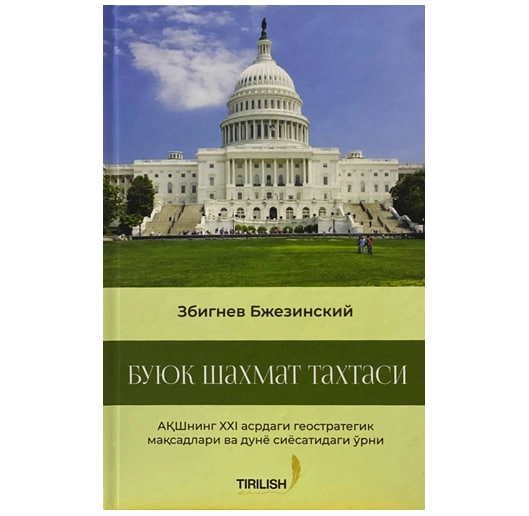 Збигнев Бжезинский
БУЮК ШАХМАТ ТАХТАСИ
АҚШнинг XXI асрдаги геостратегик
мақсадлари ва дунё сиёсатидаги ўрни
TIRILISH